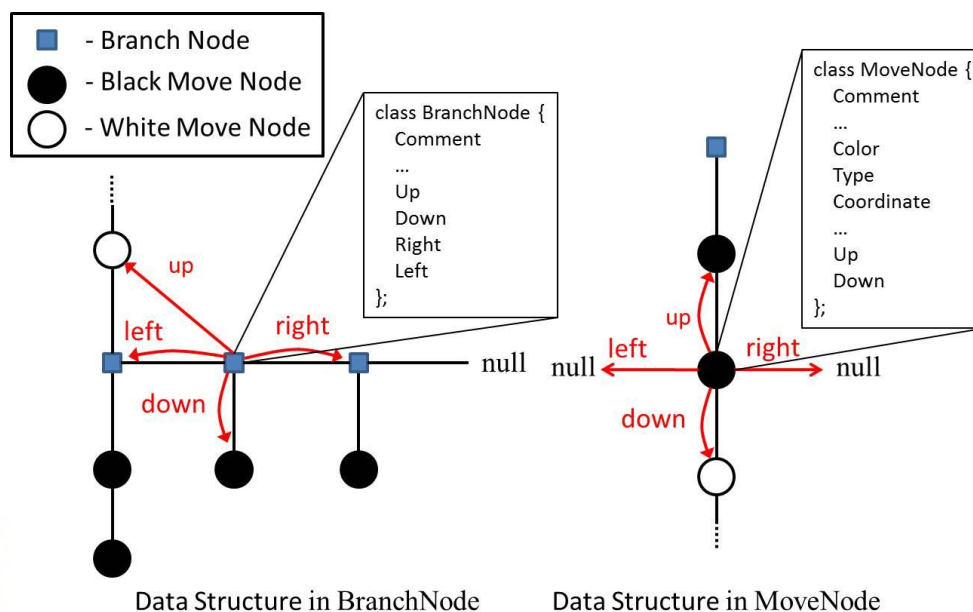 - Branch Node
- Black Move Node
- White Move Node
class BranchNode {
Comment
...
Up
Down
Right
Left
};
class MoveNode {
Comment
...
Color
Type
Coordinate
...
Up
Down
};
up
left
right
null
down
up
left
right
null
null
down
Data Structure in BranchNode
Data Structure in MoveNode